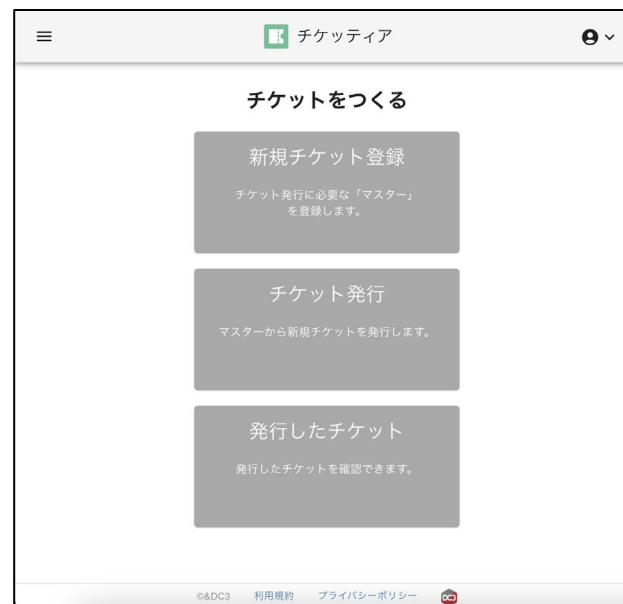 チケッティア
チケットをつくる
新規チケット登録
チケット発行に必要な「マスター」
を登録します。
チケット発行
マスターから新規チケットを発行します。
発行したチケット
発行したチケットを確認できます。
©&DC3 利用規約 プライバシーポリシー DC3